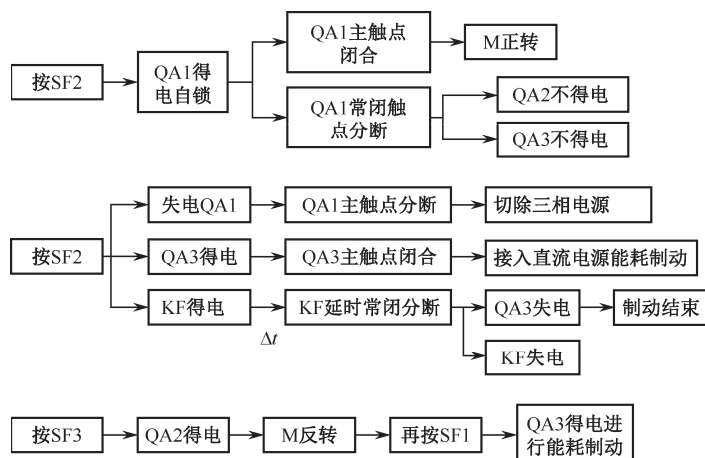 按SF2
QA1得
电自锁
QA1主触点
闭合
M正转
QA1常闭触
点分断
QA2不得电
QA3不得电
按SF2
失电QA1
QA1主触点分断
切除三相电源
QA3得电
QA3主触点闭合
接入直流电源能耗制动
KF得电
Δt
KF延时常闭分断
QA3失电
制动结束
KF失电
按SF3
QA2得电
M反转
再按SF1
QA3得电进
行能耗制动